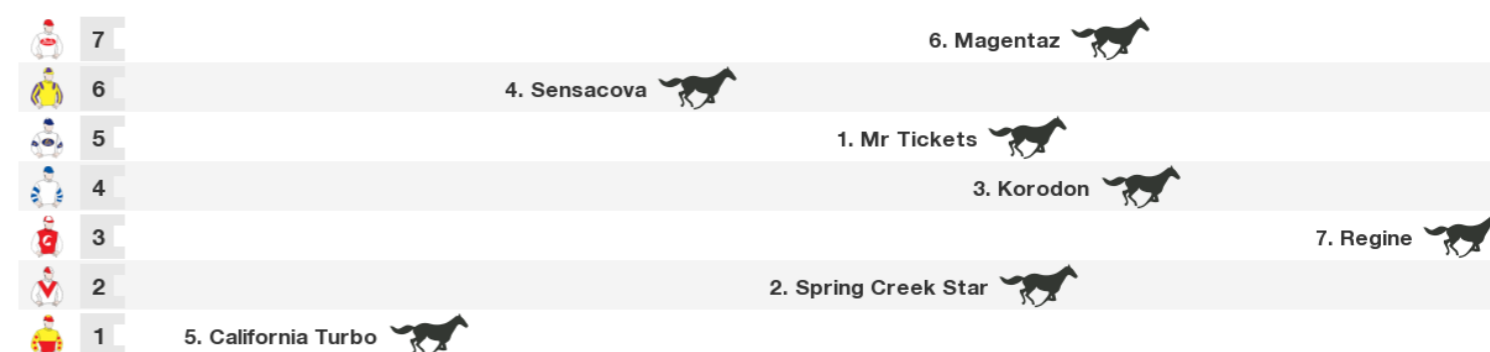 7 6. Magentaz
6 4. Sensacova
5 1. Mr Tickets
4 3. Korodon
3 7. Regine
2 2. Spring Creek Star
1 5. California Turbo